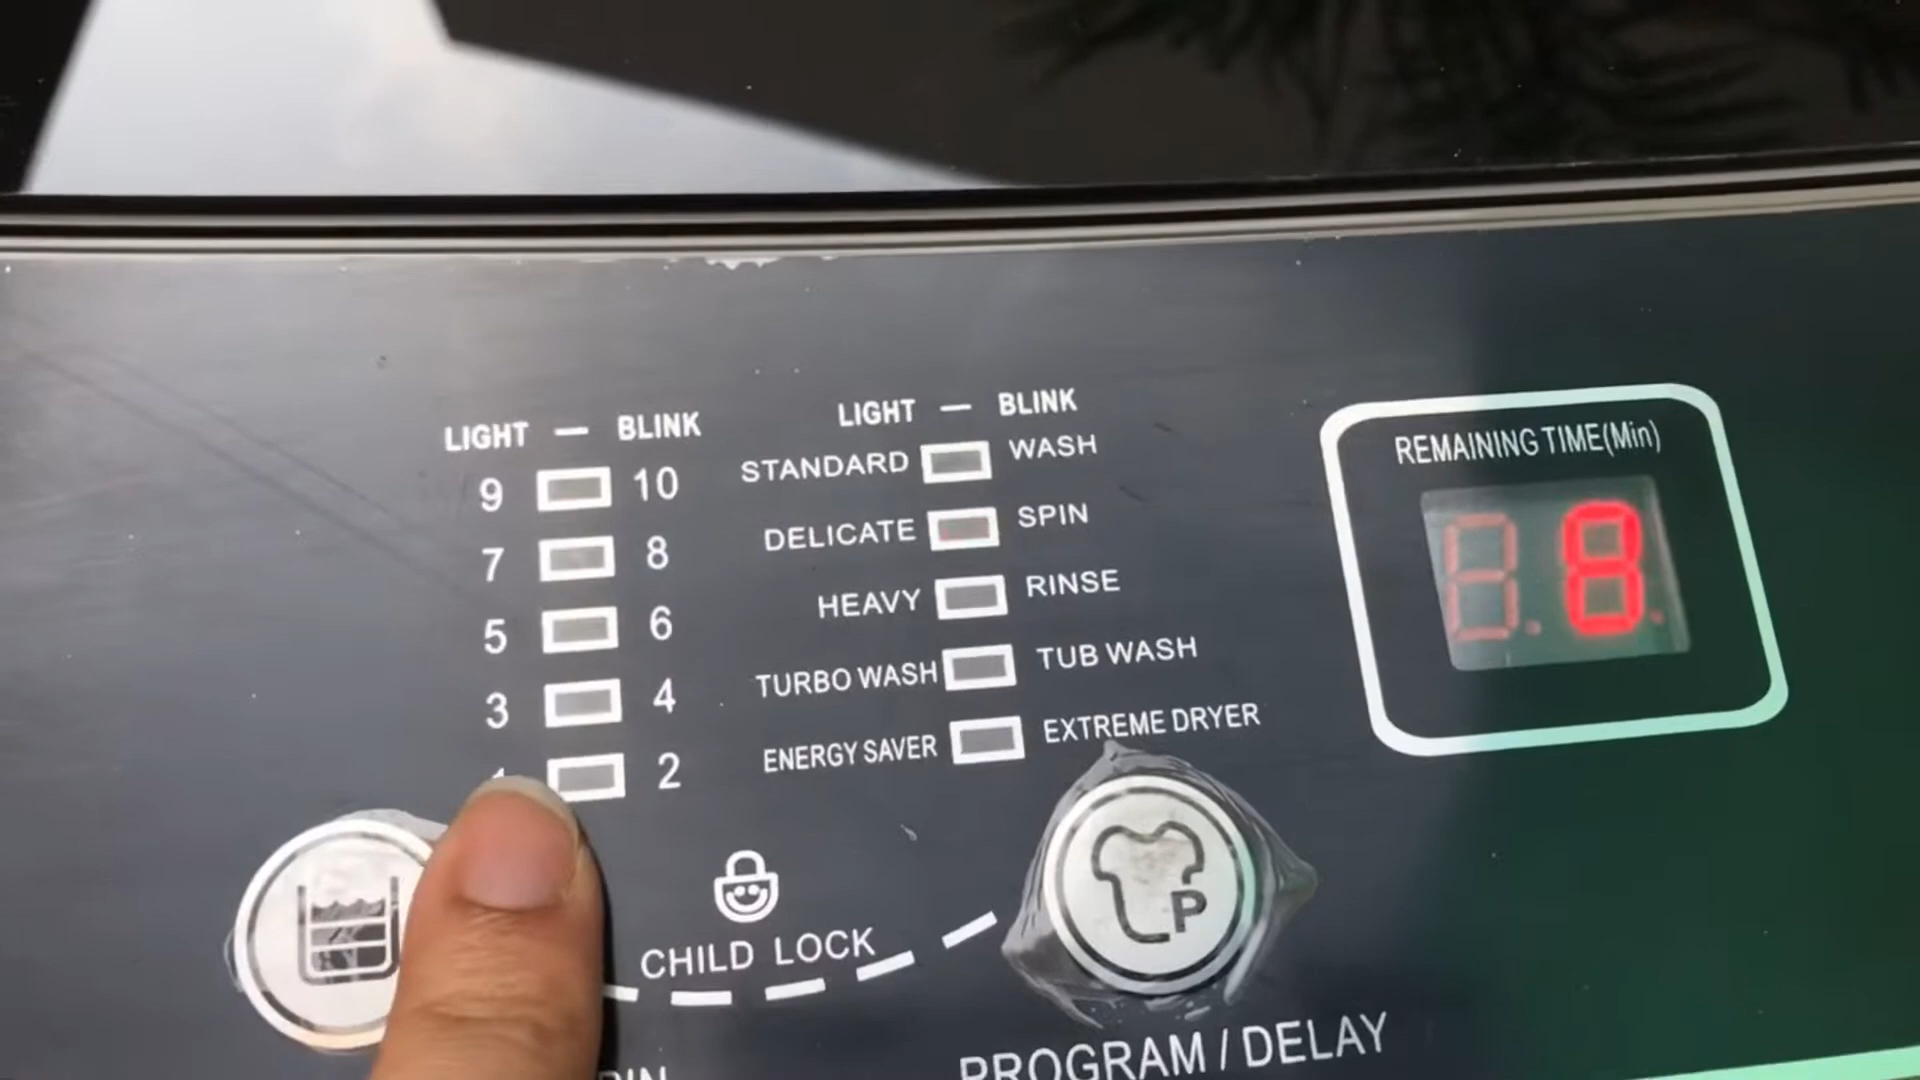 LIGHT — BLINK
9 10
7 8
5 6
3 4
2
LIGHT — BLINK
STANDARD WASH
DELICATE SPIN
HEAVY RINSE
TURBO WASH TUB WASH
ENERGY SAVER EXTREME DRYER
REMAINING TIME(Min)
8
CHILD LOCK
P
PROGRAM / DELAY